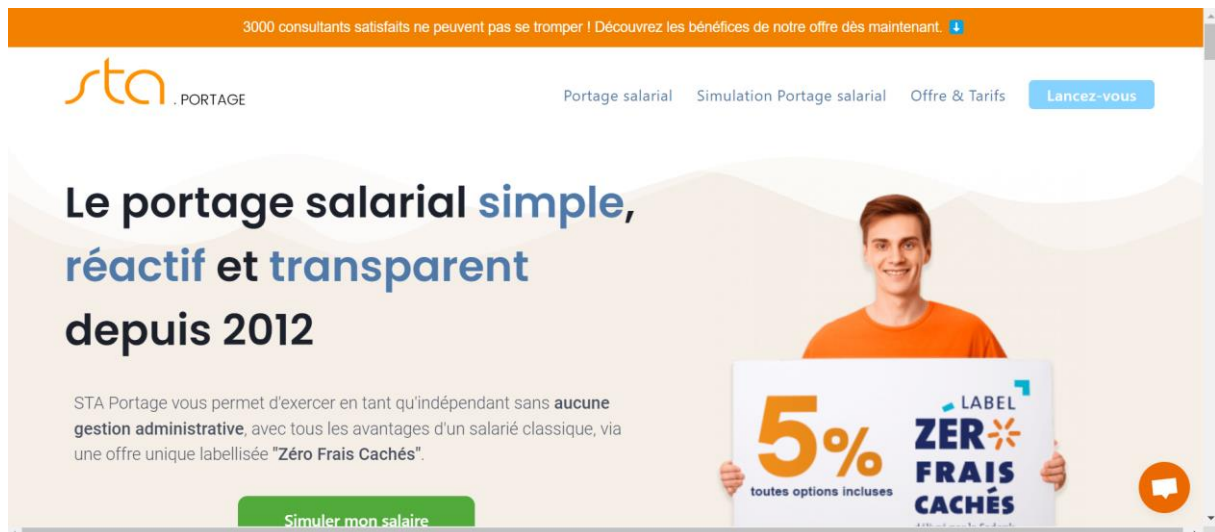 3000 consultants satisfaits ne peuvent pas se tromper ! Découvrez les bénéfices de notre offre dès maintenant. ⬇
sta . PORTAGE
Portage salarial Simulation Portage salarial Offre & Tarifs Lancez-vous
Le portage salarial simple,
réactif et transparent
depuis 2012
STA Portage vous permet d'exercer en tant qu'indépendant sans aucune
gestion administrative, avec tous les avantages d'un salarié classique, via
une offre unique labellisée "Zéro Frais Cachés".
Simuler mon salaire
5%
toutes options incluses
LABEL
ZÉRO
FRAIS
CACHÉS